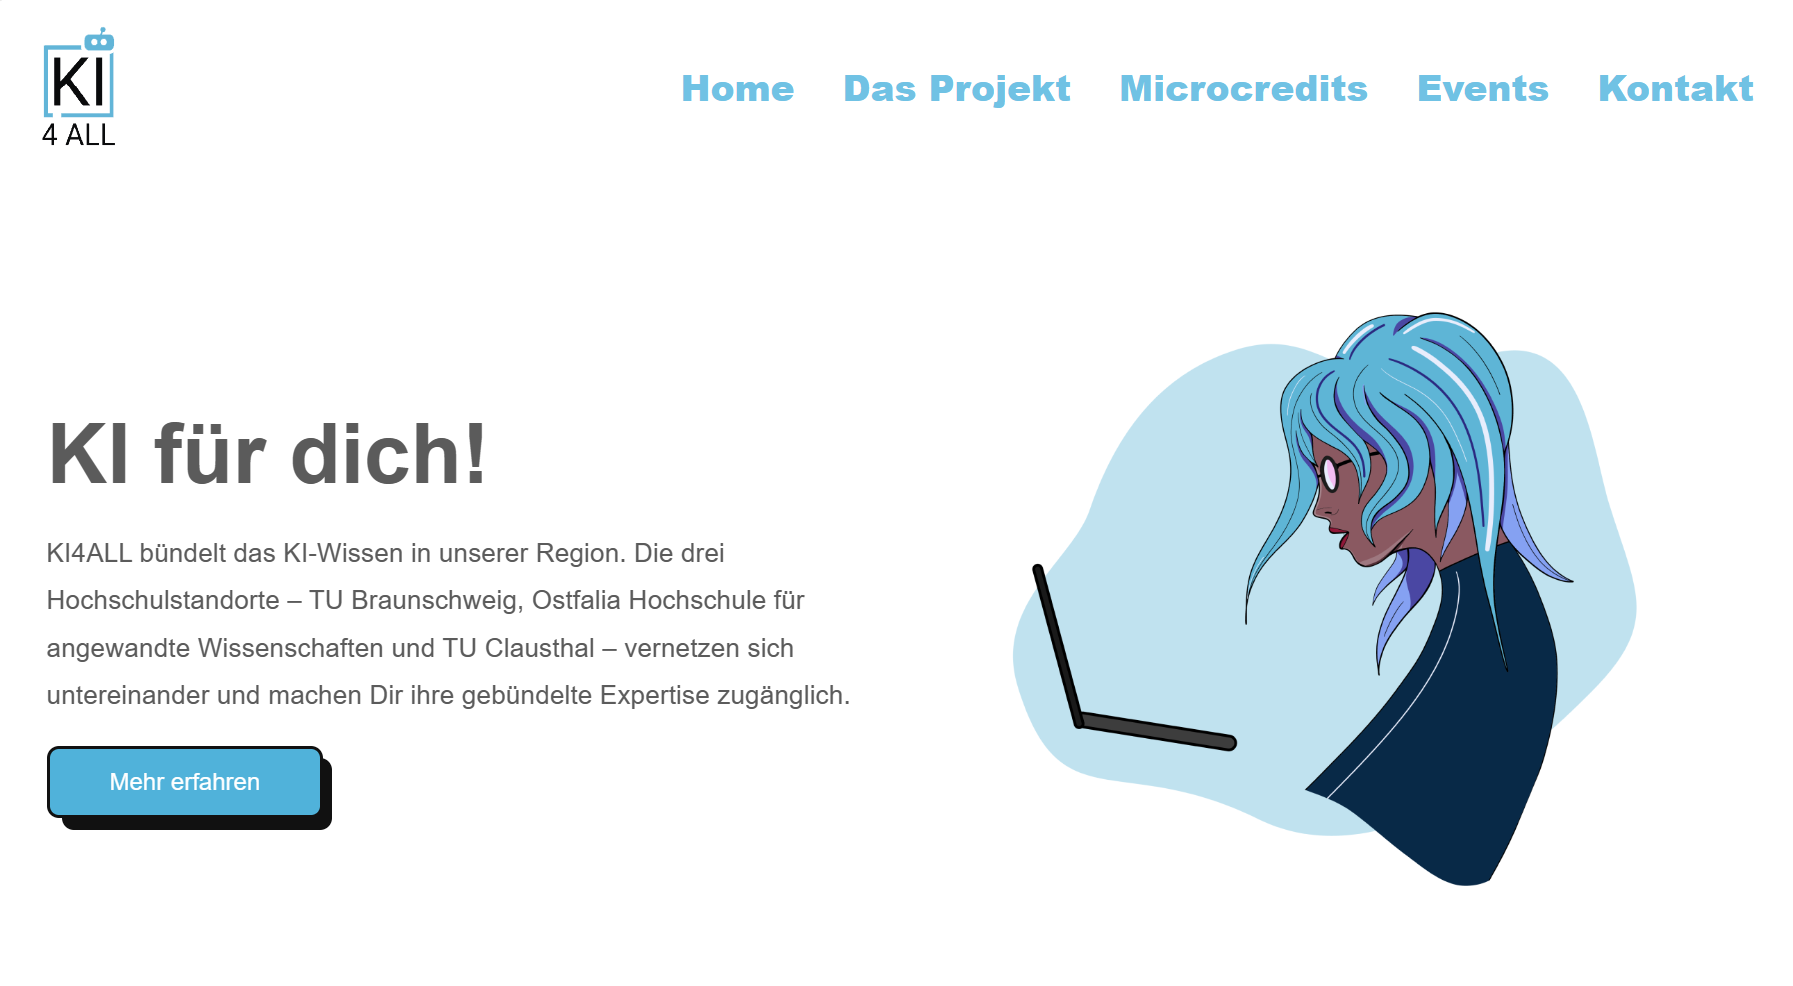 KI
4 ALL
Home Das Projekt Microcredits Events Kontakt
KI für dich!
KI4ALL bündelt das KI-Wissen in unserer Region. Die drei
Hochschulstandorte – TU Braunschweig, Ostfalia Hochschule für
angewandte Wissenschaften und TU Clausthal – vernetzen sich
untereinander und machen Dir ihre gebündelte Expertise zugänglich.
Mehr erfahren